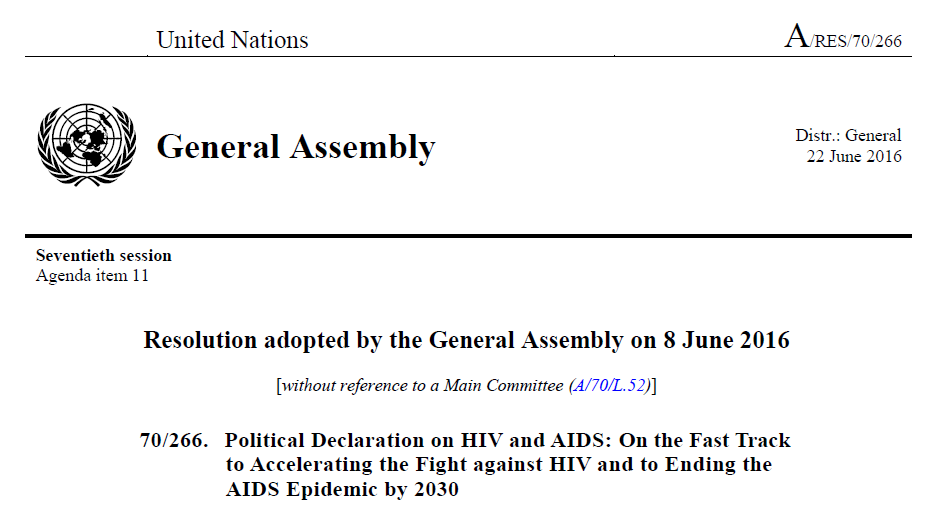 United Nations
A/RES/70/266
General Assembly
Distr.: General
22 June 2016
Seventieth session
Agenda item 11
Resolution adopted by the General Assembly on 8 June 2016
[without reference to a Main Committee (A/70/L.52)]
70/266. Political Declaration on HIV and AIDS: On the Fast Track
to Accelerating the Fight against HIV and to Ending the
AIDS Epidemic by 2030